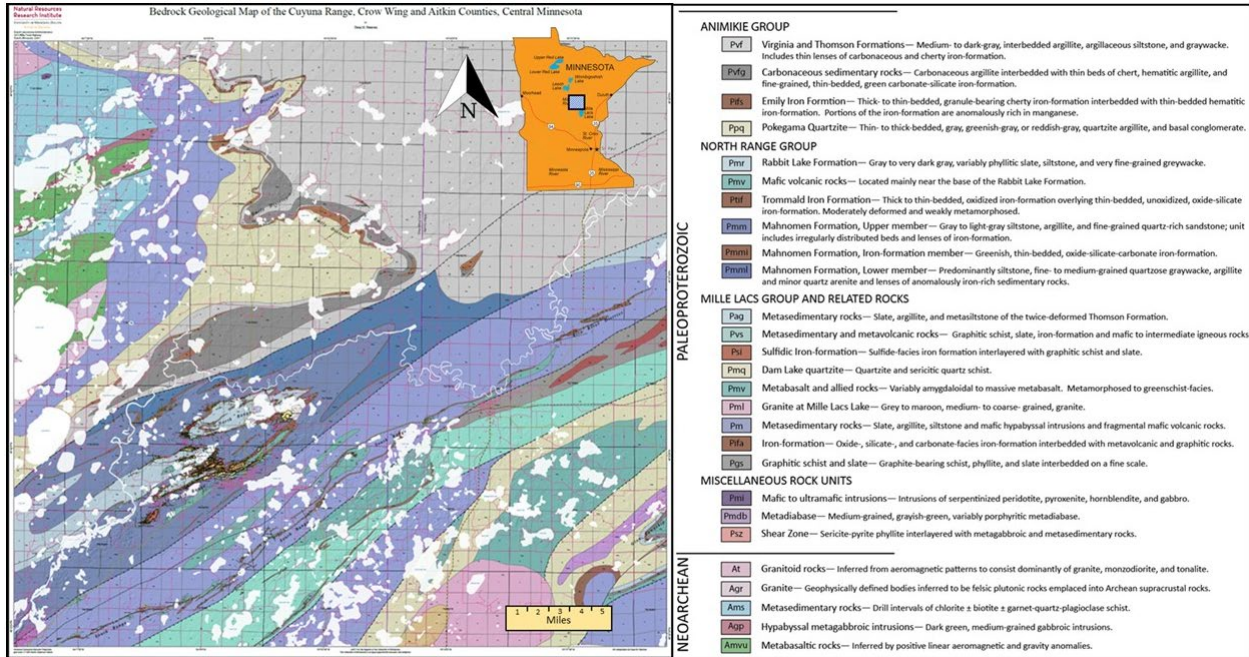 Natural Resources
Research Institute
Bedrock Geological Map of the Cuyuna Range, Crow Wing and Aitkin Counties, Central Minnesota
N
MINNESOTA
Upper Red Lake
Lower Red Lake
Moorhead
Duluth
St. Croix
River
Minneapolis
Minnesota
River
Mississippi
River
1 2 3 4 5
Miles
PALEOPROTEROZOIC
ANIMIKIE GROUP
Pvf Virginia and Thomson Formations— Medium- to dark-gray, interbedded argillite, argillaceous siltstone, and graywacke.
Includes thin lenses of carbonaceous and cherty iron-formation.
Pvfg Carbonaceous sedimentary rocks— Carbonaceous argillite interbedded with thin beds of chert, hematitic argillite, and
fine-grained, thin-bedded, green carbonate-silicate iron-formation.
Pifs Emily Iron Formtion— Thick- to thin-bedded, granule-bearing cherty iron-formation interbedded with thin-bedded hematitic
iron-formation. Portions of the iron-formation are anomalously rich in manganese.
Ppq Pokegama Quartzite— Thin- to thick-bedded, gray, greenish-gray, or reddish-gray, quartzite argillite, and basal conglomerate.
NORTH RANGE GROUP
Pmr Rabbit Lake Formation— Gray to very dark gray, variably phyllitic slate, siltstone, and very fine-grained greywacke.
Pmv Mafic volcanic rocks— Located mainly near the base of the Rabbit Lake Formation.
Ptif Trommald Iron Formation— Thick to thin-bedded, oxidized iron-formation overlying thin-bedded, unoxidized, oxide-silicate
iron-formation. Moderately deformed and weakly metamorphosed.
Pmm Mahnomen Formation, Upper member— Gray to light-gray siltstone, argillite, and fine-grained quartz-rich sandstone; unit
includes irregularly distributed beds and lenses of iron-formation.
Pmmi Mahnomen Formation, Iron-formation member— Greenish, thin-bedded, oxide-silicate-carbonate iron-formation.
Pmml Mahnomen Formation, Lower member— Predominantly siltstone, fine- to medium-grained quartzose graywacke, argillite
and minor quartz arenite and lenses of anomalously iron-rich sedimentary rocks.
MILLE LACS GROUP AND RELATED ROCKS
Pag Metasedimentary rocks— Slate, argillite, and metasiltstone of the twice-deformed Thomson Formation.
Pvs Metasedimentary and metavolcanic rocks— Graphitic schist, slate, iron-formation and mafic to intermediate igneous rocks
Psi Sulfidic Iron-formation— Sulfide-facies iron formation interlayered with graphitic schist and slate.
Pmq Dam Lake quartzite— Quartzite and sericitic quartz schist.
Pmv Metabasalt and allied rocks— Variably amygdaloidal to massive metabasalt. Metamorphosed to greenschist-facies.
Pml Granite at Mille Lacs Lake— Grey to maroon, medium- to coarse- grained, granite.
Pm Metasedimentary rocks— Slate, argillite, siltstone and mafic hypabyssal intrusions and fragmental mafic volcanic rocks.
Pifa Iron-formation— Oxide-, silicate-, and carbonate-facies iron-formation interbedded with metavolcanic and graphitic rocks.
Pgs Graphitic schist and slate— Graphite-bearing schist, phyllite, and slate interbedded on a fine scale.
MISCELLANEOUS ROCK UNITS
Pmi Mafic to ultramafic intrusions— Intrusions of serpentinized peridotite, pyroxenite, hornblendite, and gabbro.
Pmdb Metadiabase— Medium-grained, grayish-green, variably porphyritic metadiabase.
Psz Shear Zone— Sericite-pyrite phyllite interlayered with metagabbroic and metasedimentary rocks.
NEOARCHEAN
At Granitoid rocks— Inferred from aeromagnetic patterns to consist dominantly of granite, monzodiorite, and tonalite.
Agr Granite— Geophysically defined bodies inferred to be felsic plutonic rocks emplaced into Archean supracrustal rocks.
Ams Metasedimentary rocks— Drill intervals of chlorite ± biotite ± garnet-quartz-plagioclase schist.
Agp Hypabyssal metagabbroic intrusions— Dark green, medium-grained gabbroic intrusions.
Amvu Metabasaltic rocks— Inferred by positive linear aeromagnetic and gravity anomalies.